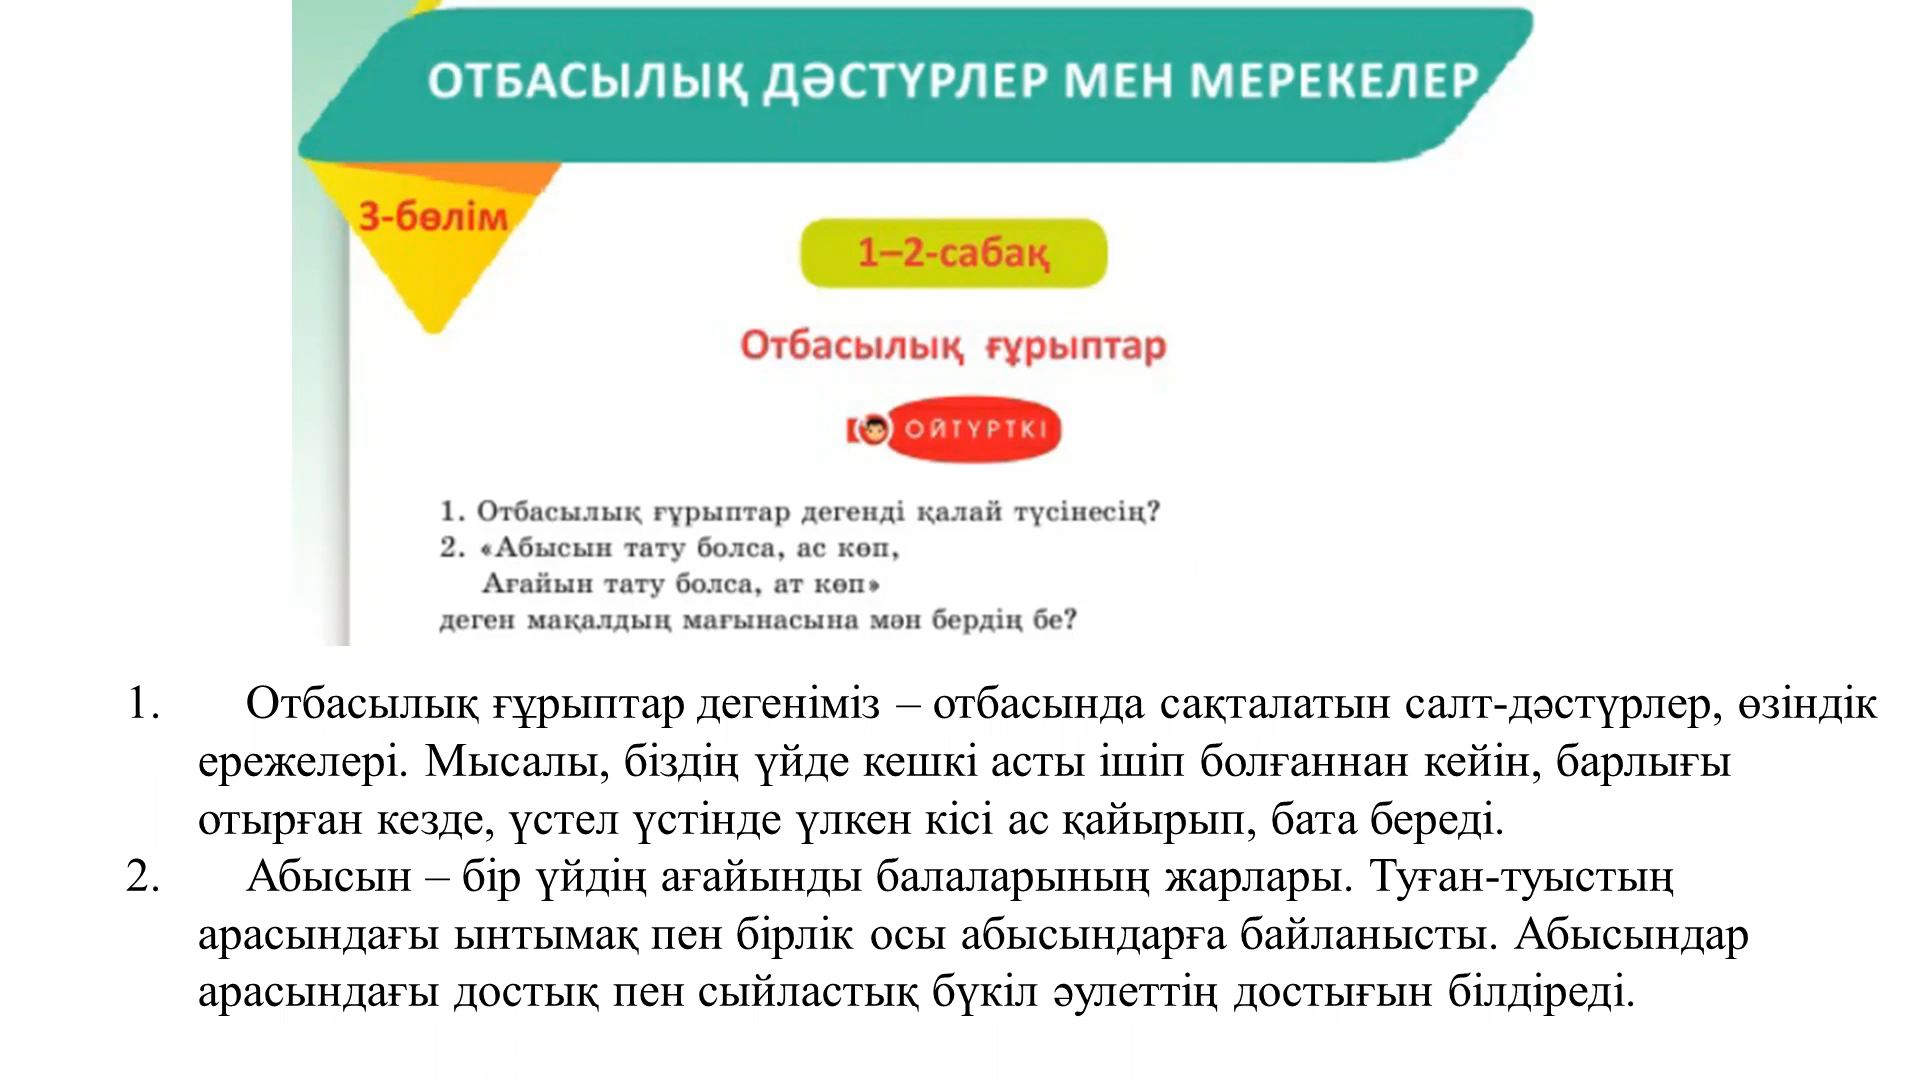 ОТБАСЫЛЫҚ ДӘСТҮРЛЕР МЕН МЕРЕКЕЛЕР
3-бөлім
1–2-сабақ
Отбасылық ғұрыптар
ОЙТҮРТКІ
1. Отбасылық ғұрыптар дегенді қалай түсінесің?
2. «Абысын тату болса, ас көп,
Ағайын тату болса, ат көп»
деген мақалдың мағынасына мән бердің бе?
1. Отбасылық ғұрыптар дегеніміз – отбасында сақталатын салт-дәстүрлер, өзіндік
ережелері. Мысалы, біздің үйде кешкі асты ішіп болғаннан кейін, барлығы
отырған кезде, үстел үстінде үлкен кісі ас қайырып, бата береді.
2. Абысын – бір үйдің ағайынды балаларының жарлары. Туған-туыстың
арасындағы ынтымақ пен бірлік осы абысындарға байланысты. Абысындар
арасындағы достық пен сыйластық бүкіл әулеттің достығын білдіреді.